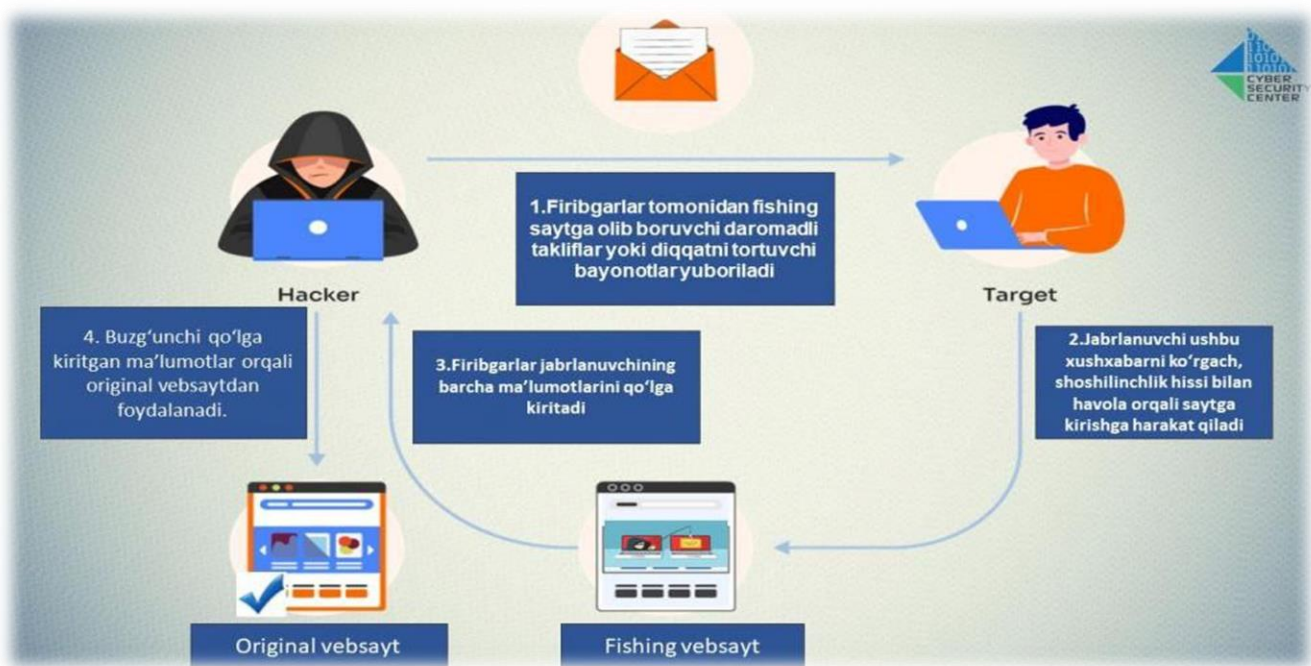 CYBER
SECURITY
CENTER
1.Firibgarlar tomonidan fishing
saytga olib boruvchi daromadli
takliflar yoki diqqatni tortuvchi
bayonotlar yuboriladi
Hacker
Target
4. Buzg‘unchi qo‘lga
kiritgan ma’lumotlar orqali
original vebsaytdan
foydalanadi.
3.Firibgarlar jabrlanuvchining
barcha ma’lumotlarini qo‘lga
kiritadi
2.Jabrlanuvchi ushbu
xushxabarni ko‘rgach,
shoshilinchlik hissi bilan
havola orqali saytga
kirishga harakat qiladi
Original vebsayt
Fishing vebsayt